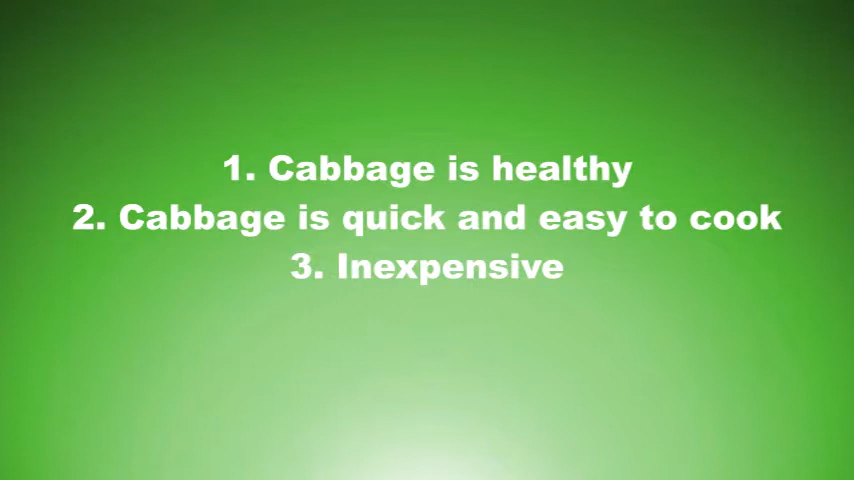 1. Cabbage is healthy
2. Cabbage is quick and easy to cook
3. Inexpensive